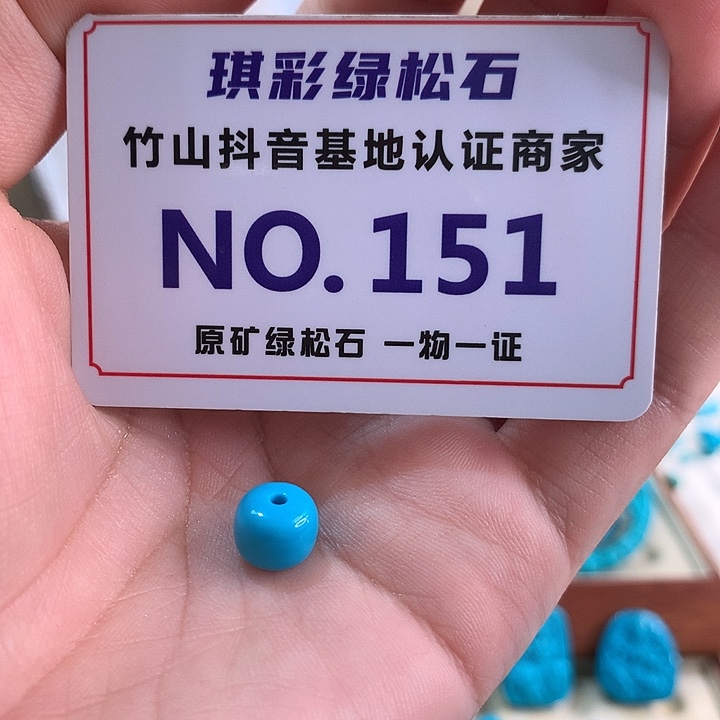 琪彩绿松石
竹山抖音基地认证商家
NO.151
原矿绿松石 一物一证